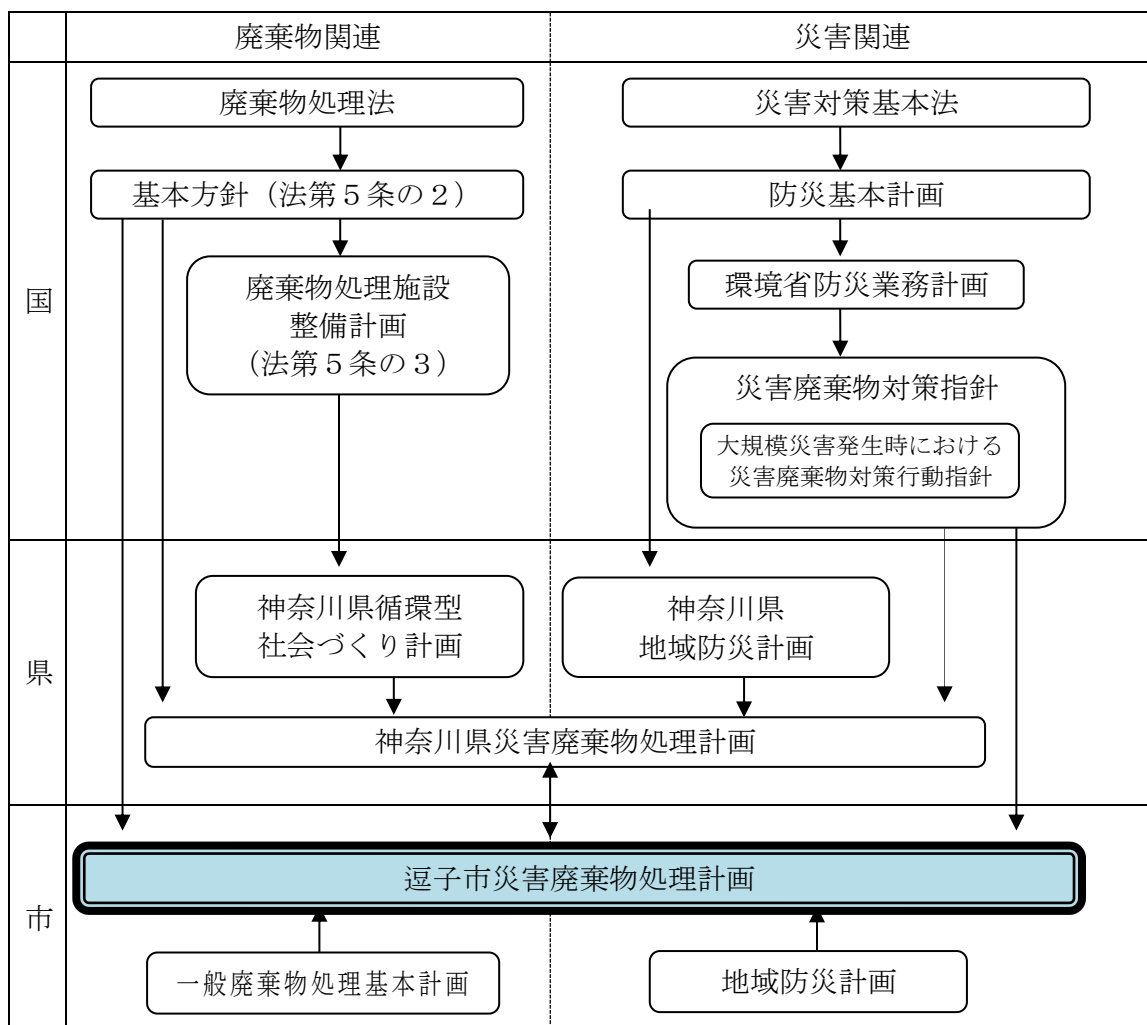 廃棄物関連
災害関連
国
廃棄物処理法
災害対策基本法
基本方針（法第５条の２）
防災基本計画
廃棄物処理施設
整備計画
（法第５条の３）
環境省防災業務計画
災害廃棄物対策指針
大規模災害発生時における
災害廃棄物対策行動指針
県
神奈川県循環型
社会づくり計画
神奈川県
地域防災計画
神奈川県災害廃棄物処理計画
市
逗子市災害廃棄物処理計画
一般廃棄物処理基本計画
地域防災計画